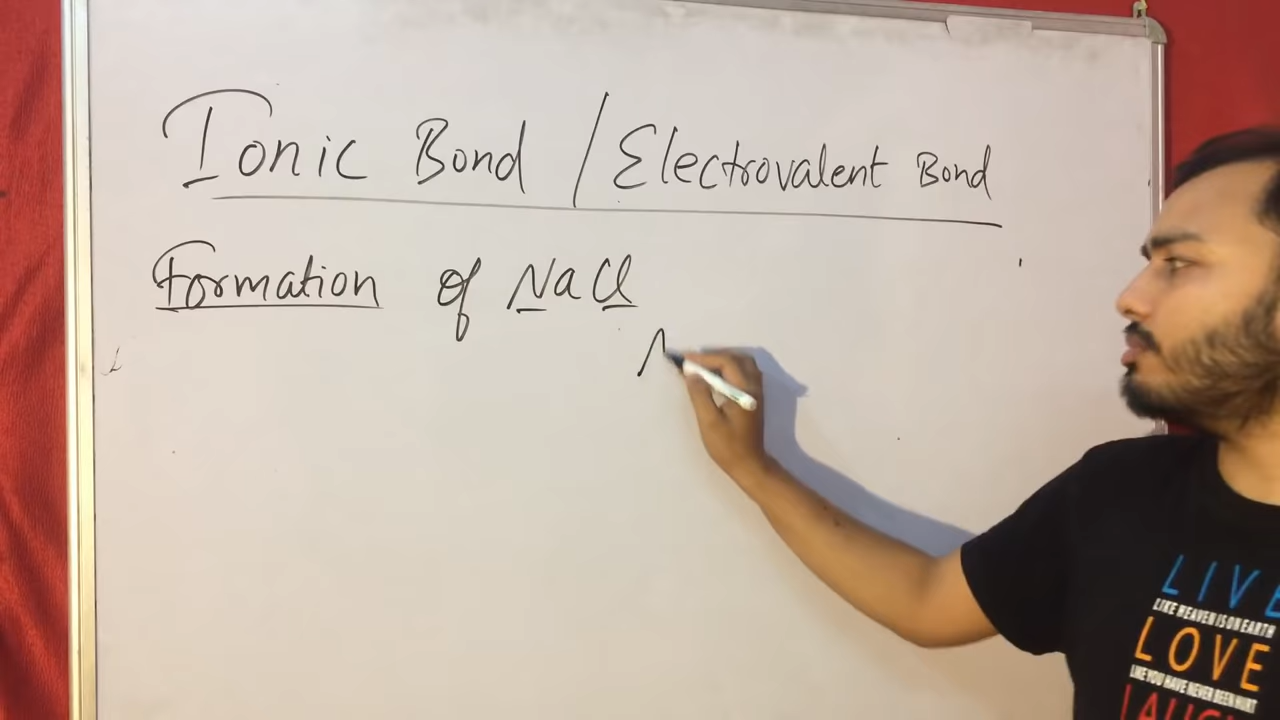 Ionic Bond / Electrovalent Bond
Formation of NaCl
LIVE
LIKE HEAVEN IS ON EARTH
LOVE
LIKE YOU HAVE NEVER BEEN HURT